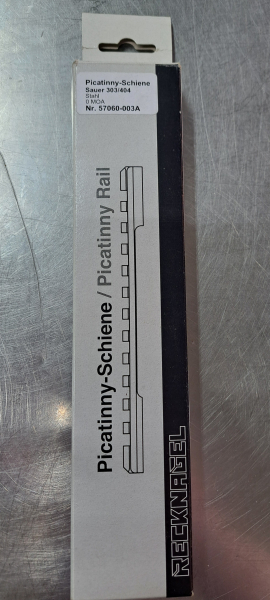 Picatinny-Schiene
Sauer 303/404
Stahl
0 MOA
Nr. 57060-003A
Picatinny-Schiene / Picatinny Rail
RECKNAGEL